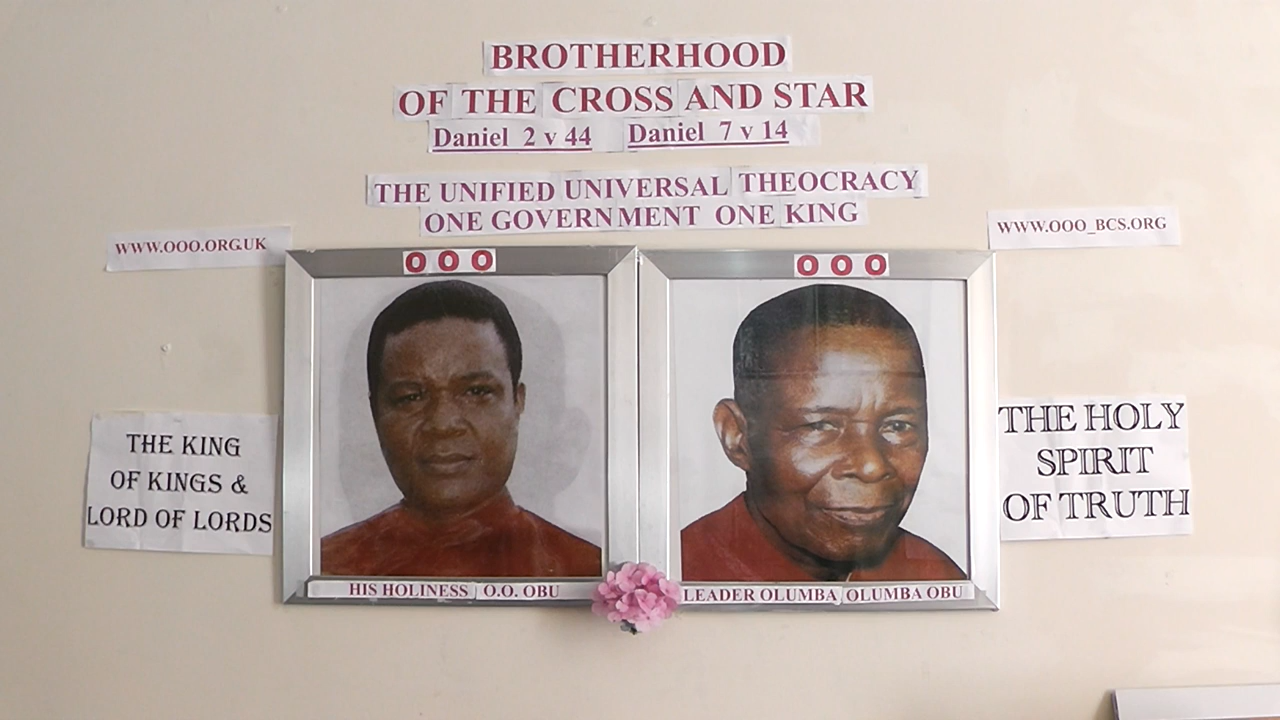 BROTHERHOOD
OF THE CROSS AND STAR
Daniel 2 v 44 Daniel 7 v 14
THE UNIFIED UNIVERSAL THEOCRACY
ONE GOVERNMENT ONE KING
WWW.OOO.ORG.UK
WWW.OOO_BCS.ORG
O O O
O O O
THE KING
OF KINGS &
LORD OF LORDS
THE HOLY
SPIRIT
OF TRUTH
HIS HOLINESS O.O. OBU
LEADER OLUMBA OLUMBA OBU